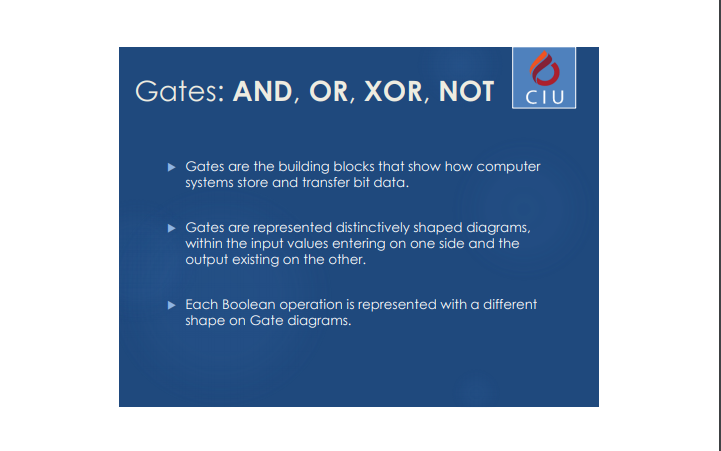 Gates: AND, OR, XOR, NOT
CIU
Gates are the building blocks that show how computer
systems store and transfer bit data.
Gates are represented distinctively shaped diagrams,
within the input values entering on one side and the
output existing on the other.
Each Boolean operation is represented with a different
shape on Gate diagrams.